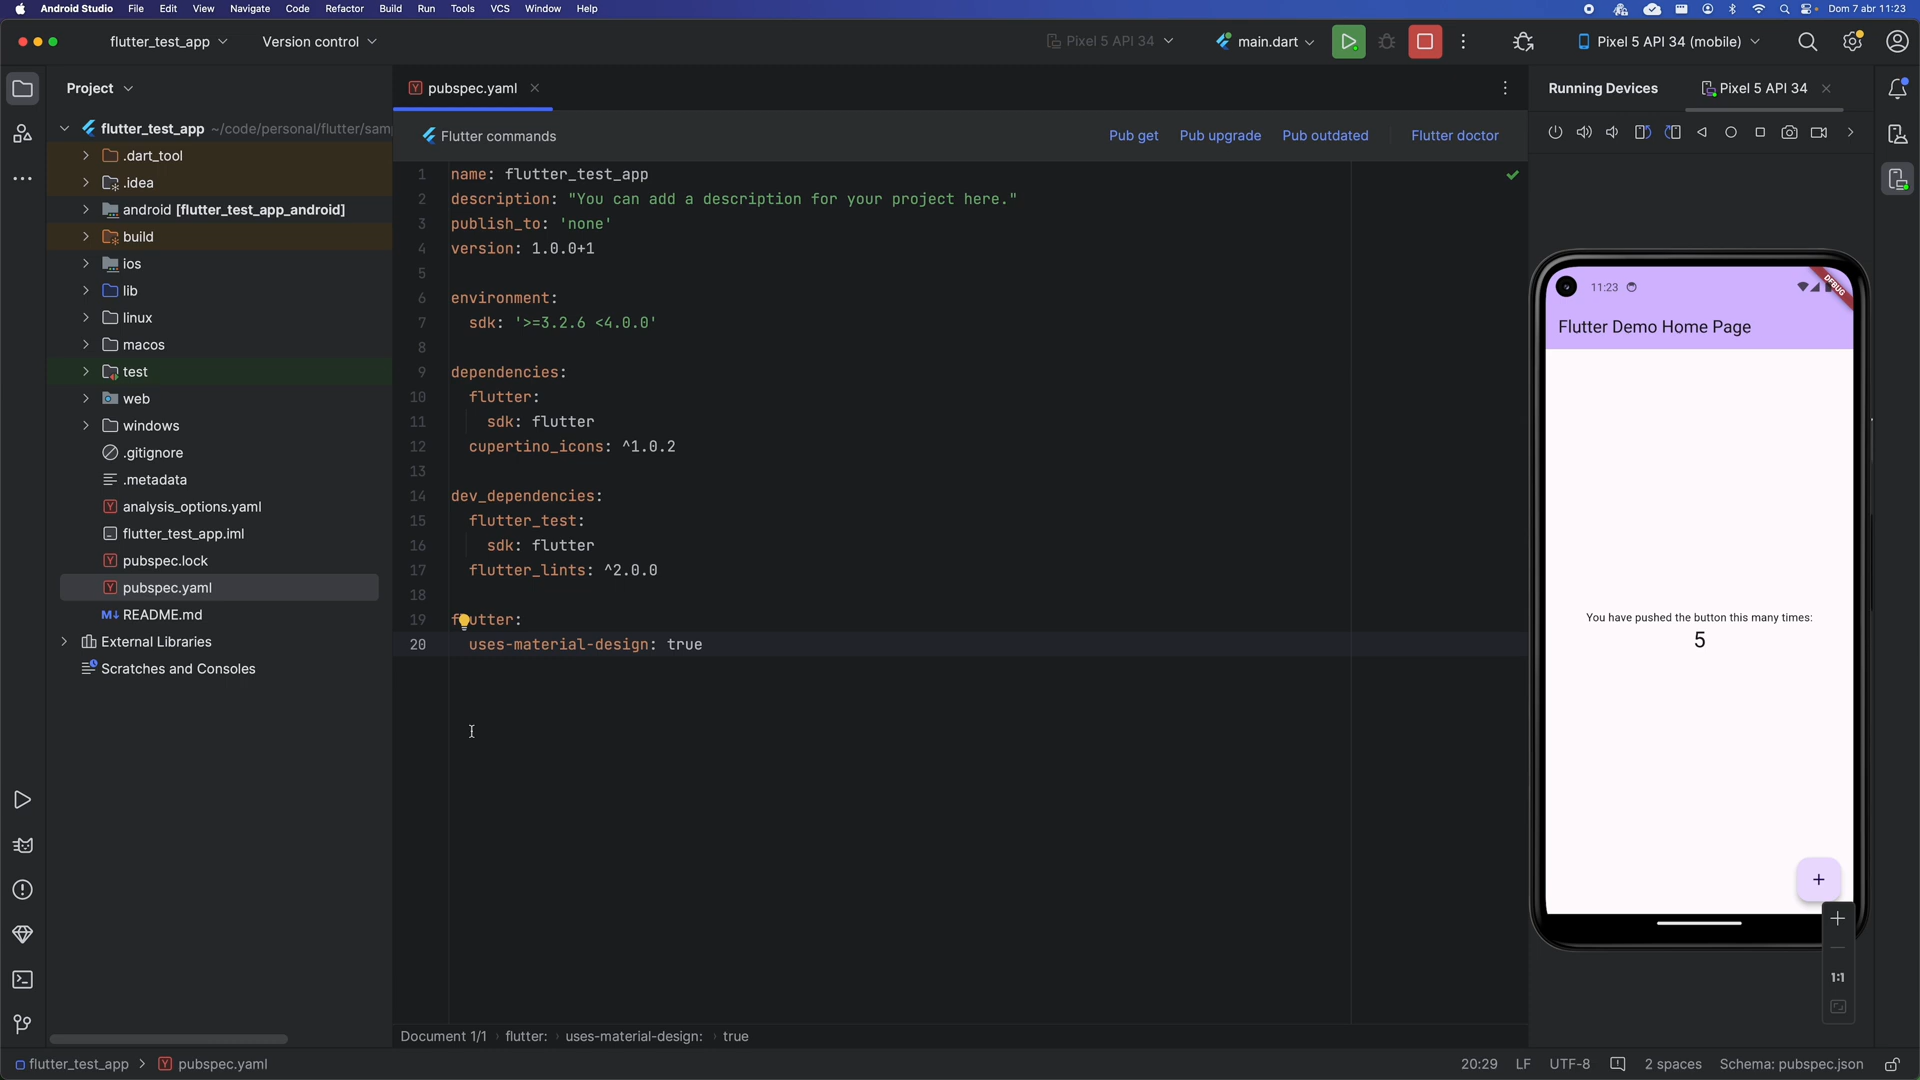 Android Studio File Edit View Navigate Code Refactor Build Run Tools VCS Window Help Dom 7 abr 11:23
flutter_test_app Version control Pixel 5 API 34 main.dart Pixel 5 API 34 (mobile)
Project
flutter_test_app ~/code/personal/flutter/sam
.dart_tool
.idea
android [flutter_test_app_android]
build
ios
lib
linux
macos
test
web
windows
.gitignore
.metadata
analysis_options.yaml
flutter_test_app.iml
pubspec.lock
pubspec.yaml
M↓ README.md
External Libraries
Scratches and Consoles
pubspec.yaml
Flutter commands Pub get Pub upgrade Pub outdated Flutter doctor
1 name: flutter_test_app
2 description: "You can add a description for your project here."
3 publish_to: 'none'
4 version: 1.0.0+1
5
6 environment:
7 sdk: '>=3.2.6 <4.0.0'
8
9 dependencies:
10 flutter:
11 sdk: flutter
12 cupertino_icons: ^1.0.2
13
14 dev_dependencies:
15 flutter_test:
16 sdk: flutter
17 flutter_lints: ^2.0.0
18
19 flutter:
20 uses-material-design: true
Document 1/1 › flutter: › uses-material-design: › true
Running Devices Pixel 5 API 34
11:23
DEBUG
Flutter Demo Home Page
You have pushed the button this many times:
5
+
1:1
flutter_test_app > pubspec.yaml 20:29 LF UTF-8 2 spaces Schema: pubspec.json